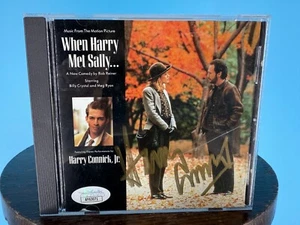 Music From The Motion Picture
When Harry
Met Sally...
A New Comedy by Rob Reiner
Starring
Billy Crystal and Meg Ryan
Harry Connick, Jr.